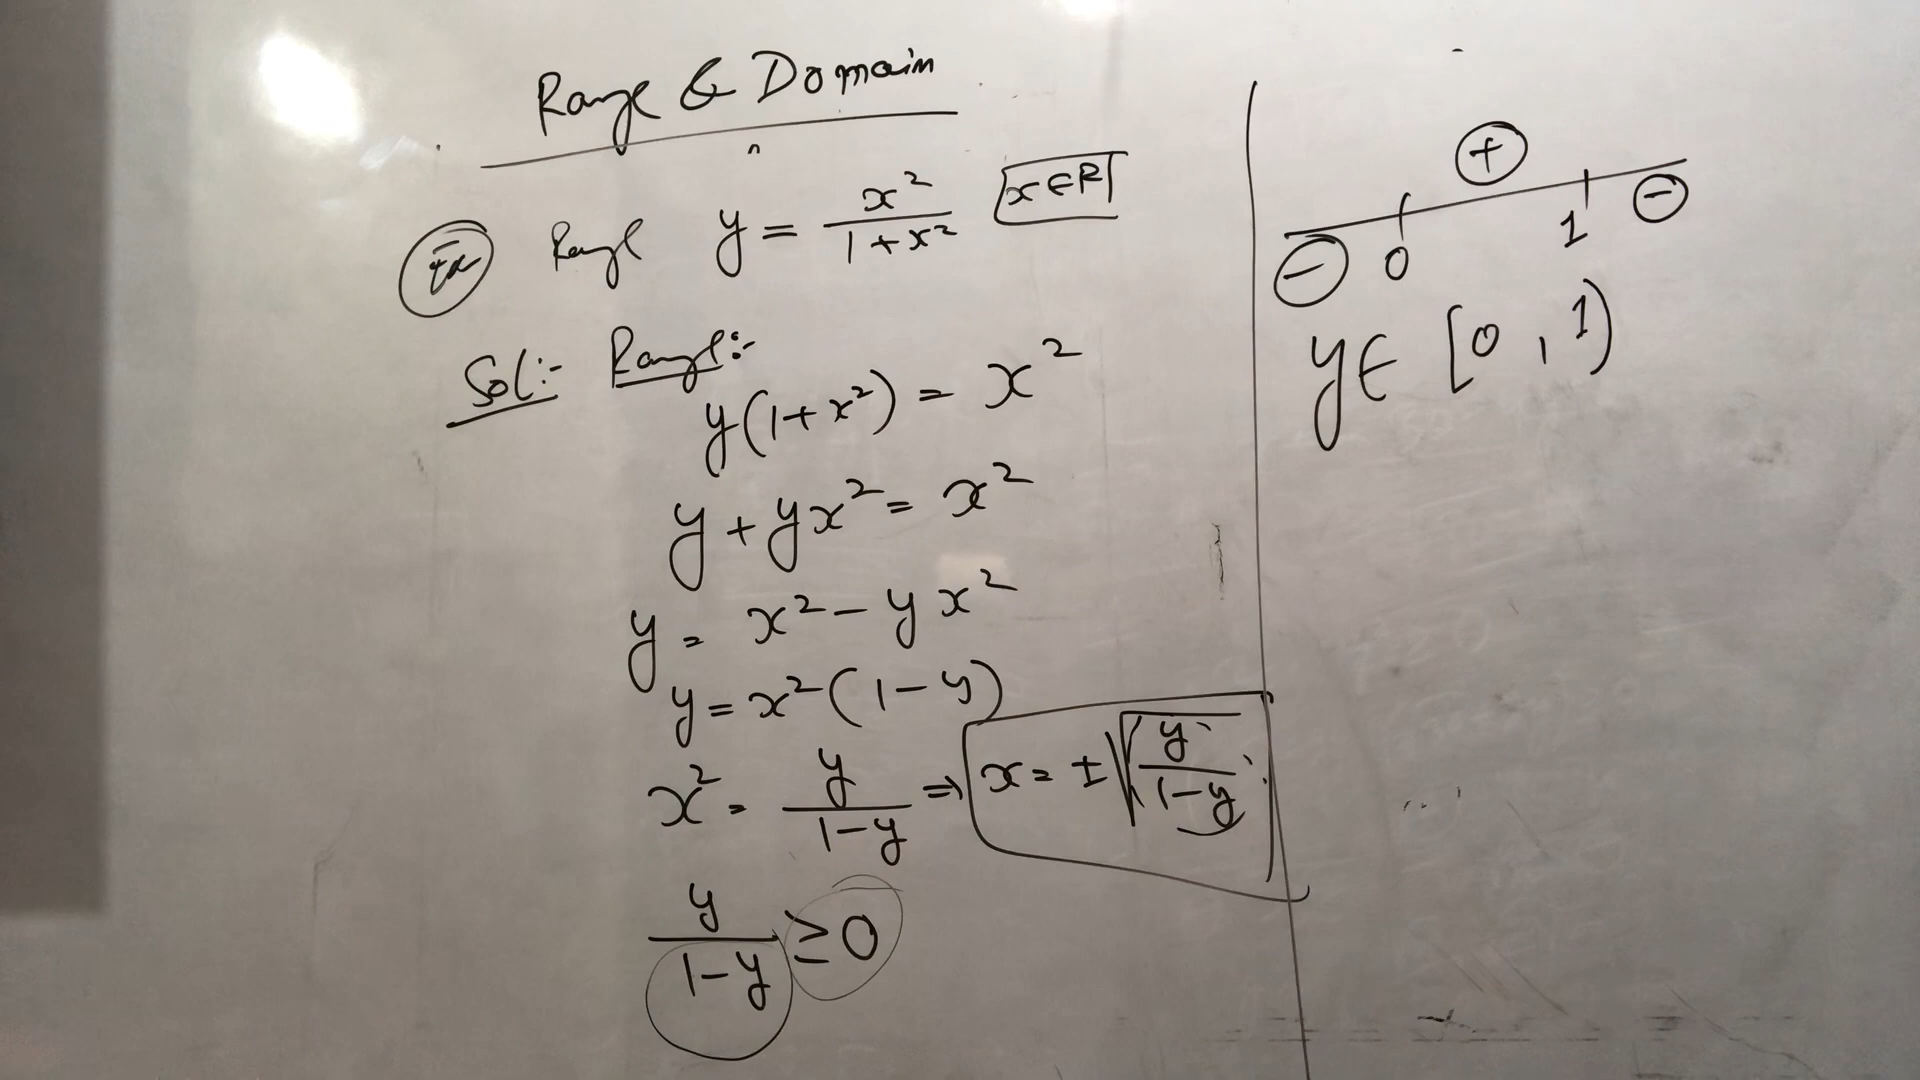 Range & Domain
Ex Range y = x²/(1+x²) x∈R
Sol:- Range:-
y(1+x²) = x²
y+yx² = x²
y = x²-yx²
y = x²(1-y)
x² = y/(1-y) ⇒ x = ±√(y/(1-y))
y/(1-y) ≥ 0
+
- 0 1 -
y∈ [0, 1)